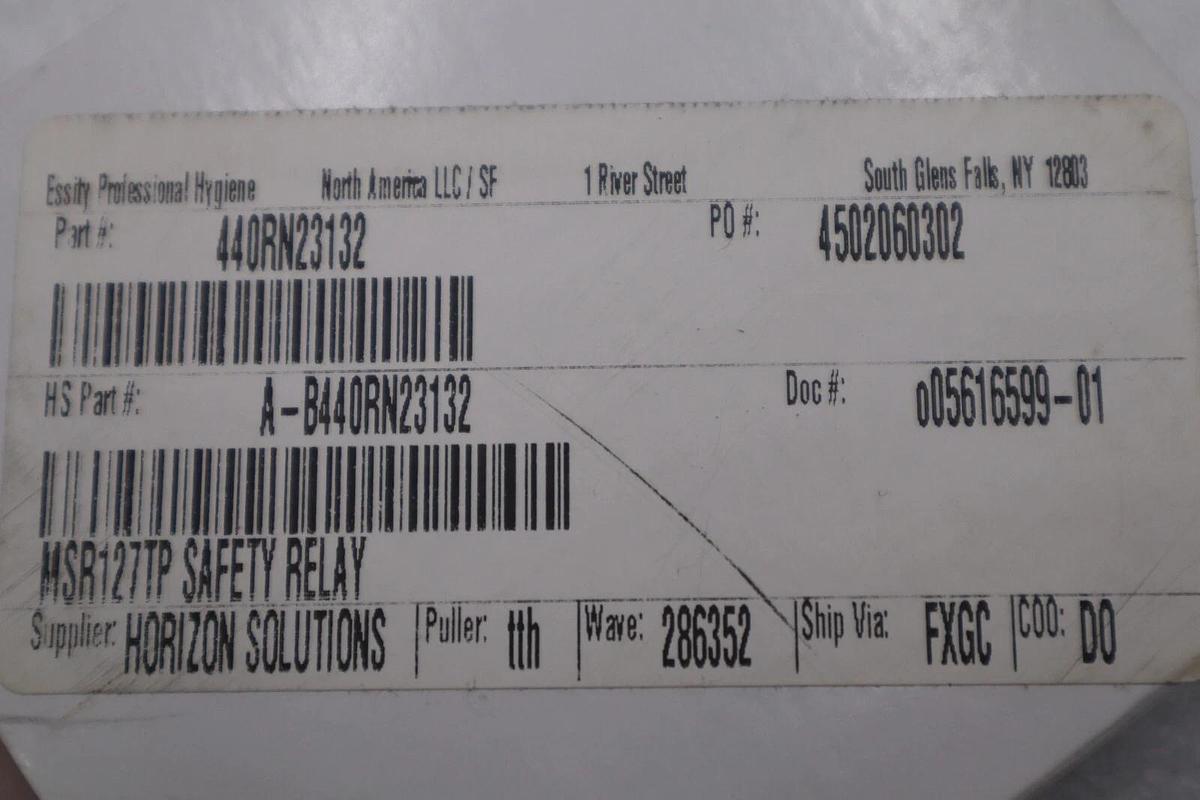 Essity Professional Hygiene North America LLC / SF 1 River Street South Glens Falls, NY 12803
Part #: 440RN23132 PO #: 4502060302
HS Part #: A-B440RN23132 Doc #: o05616599-01
MSR127TP SAFETY RELAY
Supplier: HORIZON SOLUTIONS Puller: tth Wave: 286352 Ship Via: FXGC COO: DO